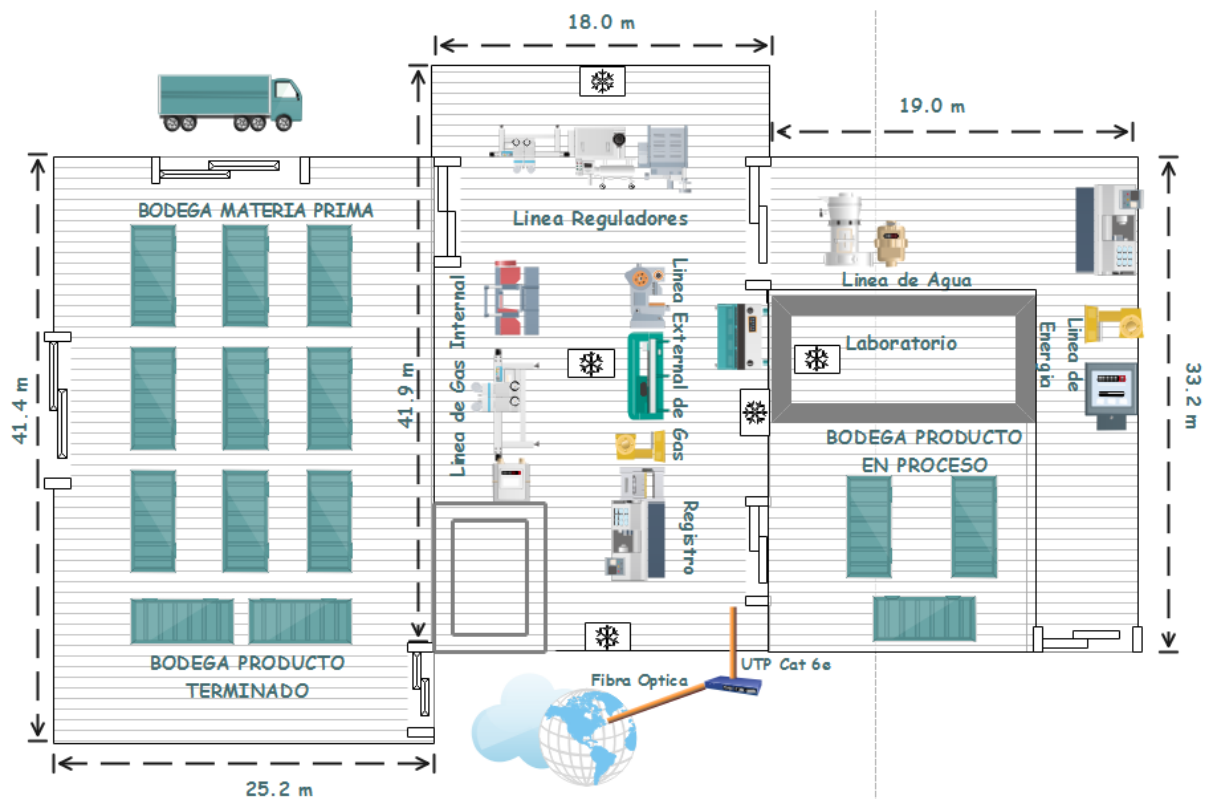 18.0 m
19.0 m
BODEGA MATERIA PRIMA
Linea Reguladores
Linea de Agua
Linea de Gas Internal
Linea External de Gas
Laboratorio
Linea de
Energia
41.4 m
41.9 m
33.2 m
BODEGA PRODUCTO
EN PROCESO
Registro
BODEGA PRODUCTO
TERMINADO
UTP Cat 6e
Fibra Optica
25.2 m